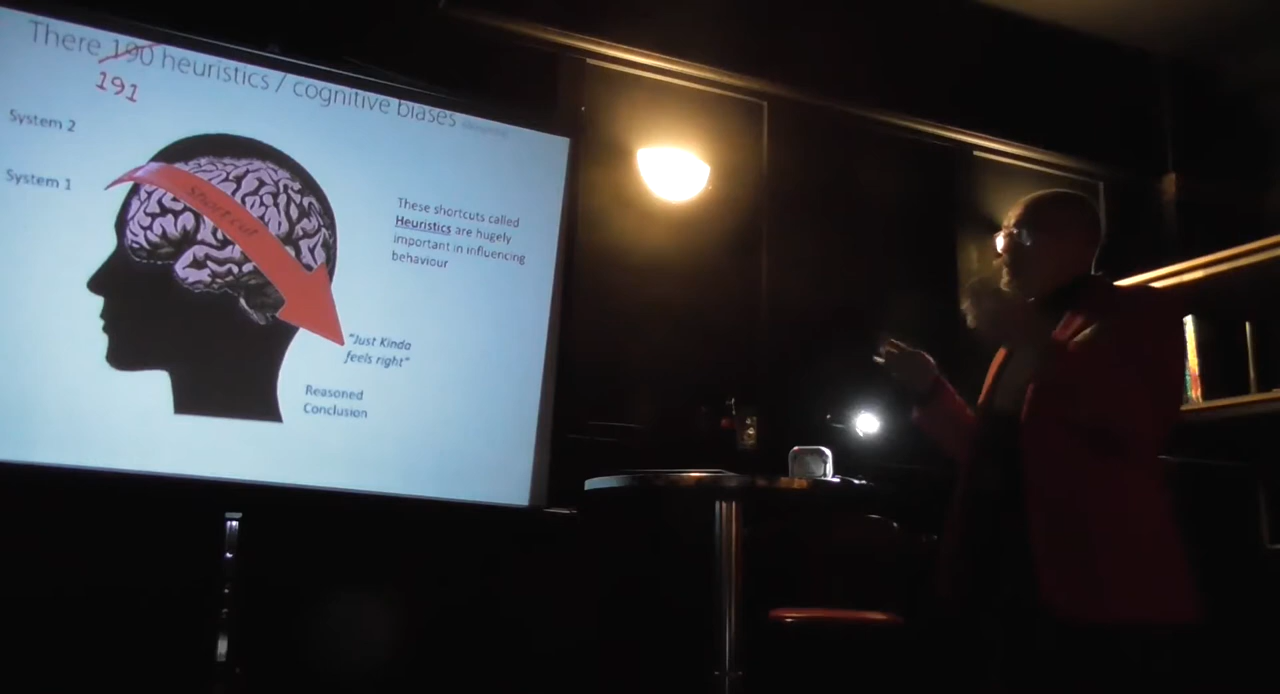 There 190 heuristics / cognitive biases
191
System 2
System 1
short cut
These shortcuts called
Heuristics are hugely
important in influencing
behaviour
"Just Kinda
feels right"
Reasoned
Conclusion